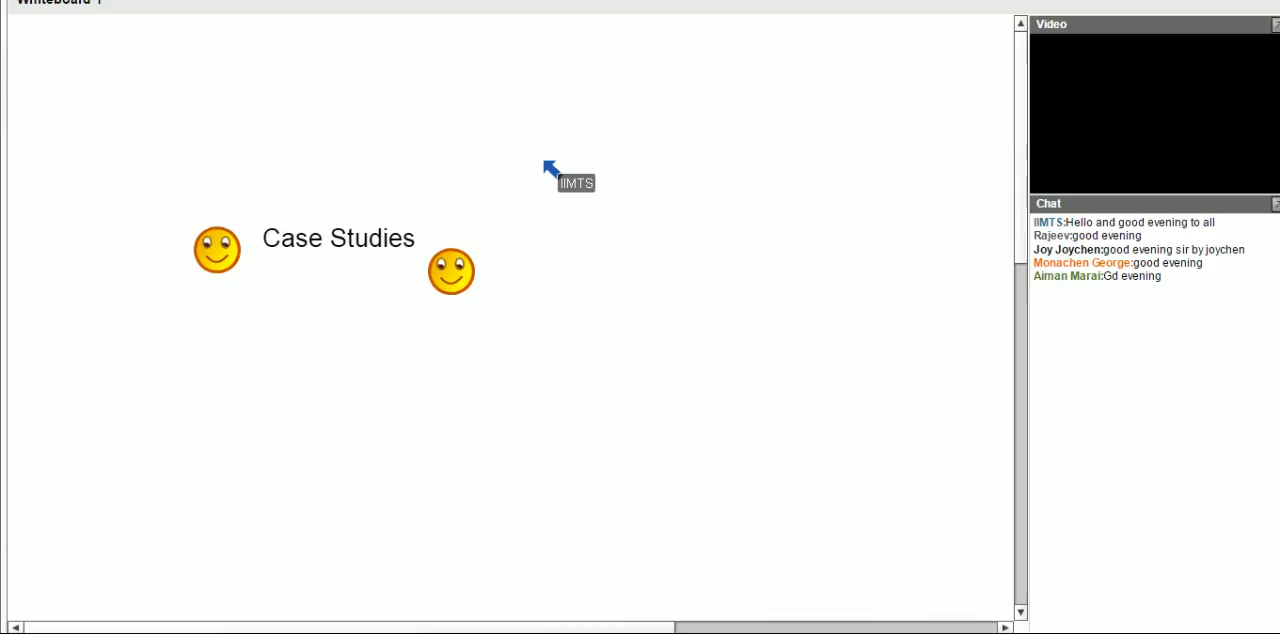 Whiteboard 1
Video
IIMTS
Case Studies
Chat
IIMTS:Hello and good evening to all
Rajeev:good evening
Joy Joychen:good evening sir by joychen
Monachen George:good evening
Aiman Marai:Gd evening